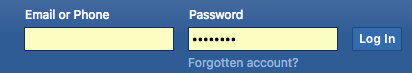 Email or Phone Password
•••••••• Log In
Forgotten account?